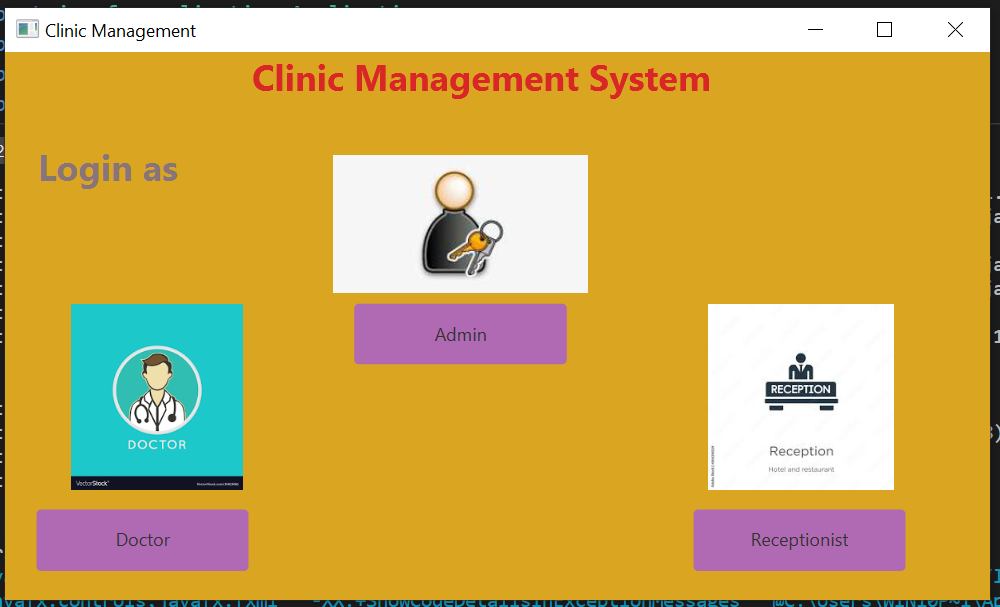 Clinic Management
Clinic Management System
Login as
Admin
DOCTOR
VectorStock®
RECEPTION
Reception
Hotel and restaurant
Doctor
Receptionist